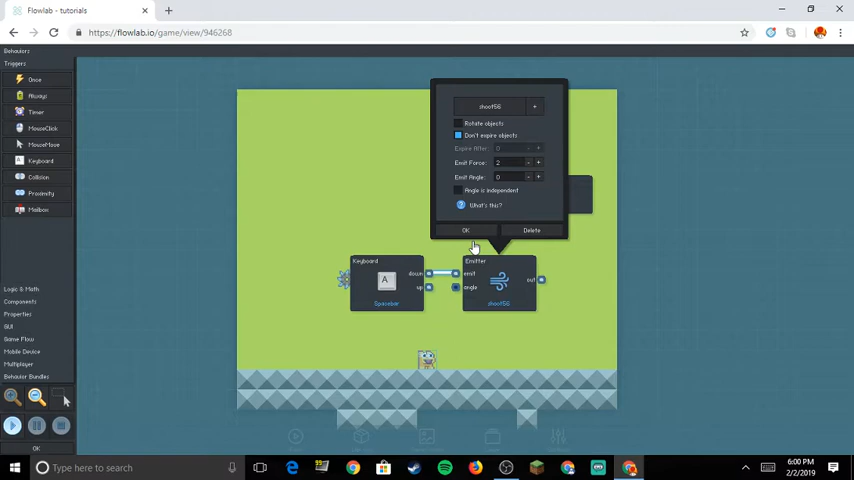 Flowlab - tutorials
https://flowlab.io/game/view/946268
Behaviors
Triggers
Once
Always
Timer
MouseClick
MouseMove
A Keyboard
Collision
Proximity
Mailbox
Logic & Math
Components
Properties
GUI
Game Flow
Mobile Device
Multiplayer
Behavior Bundles
OK
shoot56 +
Rotate objects
Don't expire objects
Expire After: 0 - +
Emit Force: 2 - +
Emit Angle: 0 - +
Angle is independent
? What's this?
OK Delete
Keyboard
down
up
A
Spacebar
Emitter
emit
angle
out
shoot56
Type here to search
6:00 PM
2/2/2019